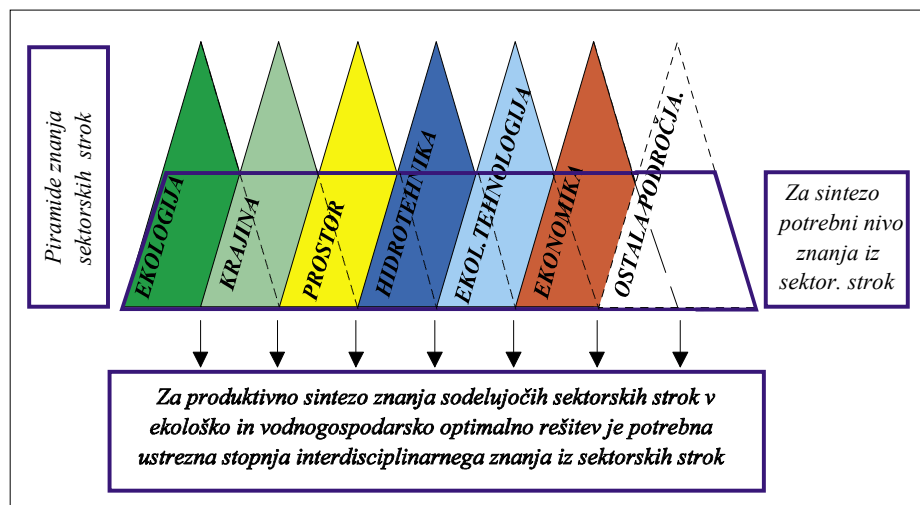 Piramide znanja
sektorskih strok
EKOLOGIJA
KRAJINA
PROSTOR
HIDROTEHNIKA
EKOL.TEHNOLOGIJA
EKONOMIKA
OSTALA PODROČJA.
Za sintezo
potrebni nivo
znanja iz
sektor. strok
Za produktivno sintezo znanja sodelujočih sektorskih strok v
ekološko in vodnogospodarsko optimalno rešitev je potrebna
ustrezna stopnja interdisciplinarnega znanja iz sektorskih strok